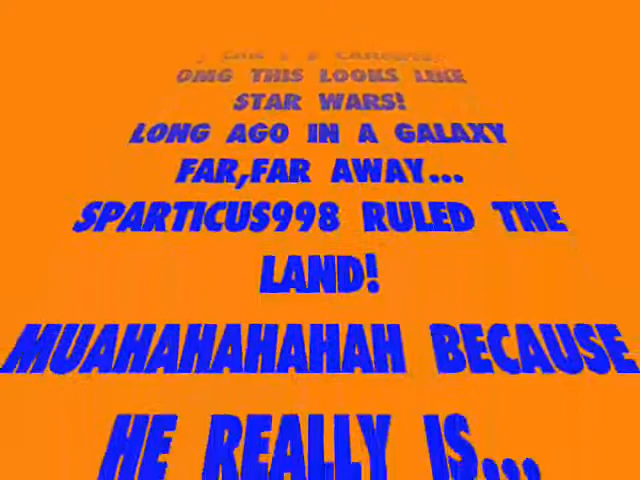 OMG THIS LOOKS LIKE
STAR WARS!
LONG AGO IN A GALAXY
FAR,FAR AWAY...
SPARTICUS998 RULED THE
LAND!
MUAHAHAHAHAH BECAUSE
HE REALLY IS...